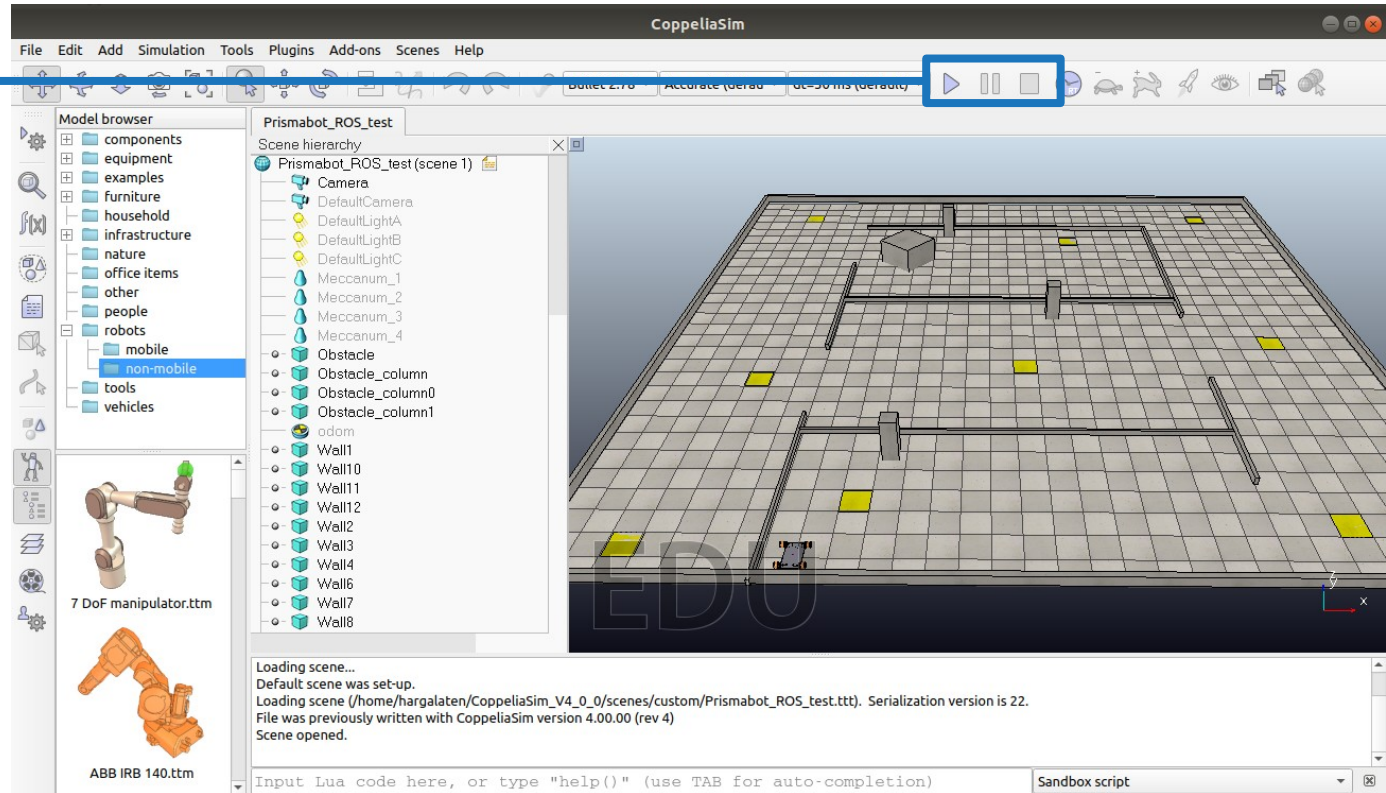 CoppeliaSim
File Edit Add Simulation Tools Plugins Add-ons Scenes Help
Bullet 2.78 Accurate (defau dt=50 ms (default)
RT
f(x)
Model browser
components
equipment
examples
furniture
household
infrastructure
nature
office items
other
people
robots
mobile
non-mobile
tools
vehicles
7 DoF manipulator.ttm
ABB IRB 140.ttm
Prismabot_ROS_test
Scene hierarchy
Prismabot_ROS_test (scene 1)
Camera
DefaultCamera
DefaultLightA
DefaultLightB
DefaultLightC
Meccanum_1
Meccanum_2
Meccanum_3
Meccanum_4
Obstacle
Obstacle_column
Obstacle_column0
Obstacle_column1
odom
Wall1
Wall10
Wall11
Wall12
Wall2
Wall3
Wall4
Wall6
Wall7
Wall8
EDU
z
y
x
Loading scene...
Default scene was set-up.
Loading scene (/home/hargalaten/CoppeliaSim_V4_0_0/scenes/custom/Prismabot_ROS_test.ttt). Serialization version is 22.
File was previously written with CoppeliaSim version 4.00.00 (rev 4)
Scene opened.
Input Lua code here, or type "help()" (use TAB for auto-completion)
Sandbox script